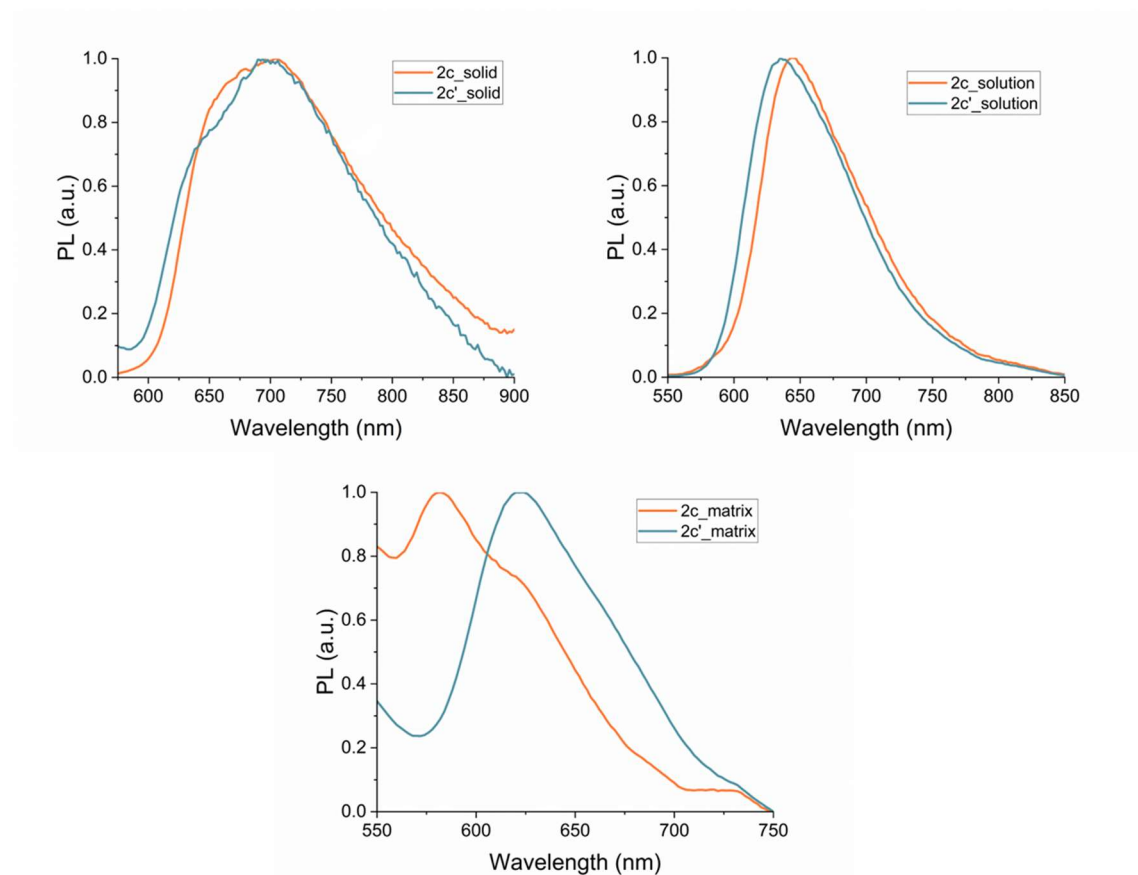 1.0
0.8
0.6
0.4
0.2
0.0
PL (a.u.)
2c_solid
2c'_solid
600 650 700 750 800 850 900
Wavelength (nm)
1.0
0.8
0.6
0.4
0.2
0.0
PL (a.u.)
2c_solution
2c'_solution
550 600 650 700 750 800 850
Wavelength (nm)
1.0
0.8
0.6
0.4
0.2
0.0
PL (a.u.)
2c_matrix
2c'_matrix
550 600 650 700 750
Wavelength (nm)